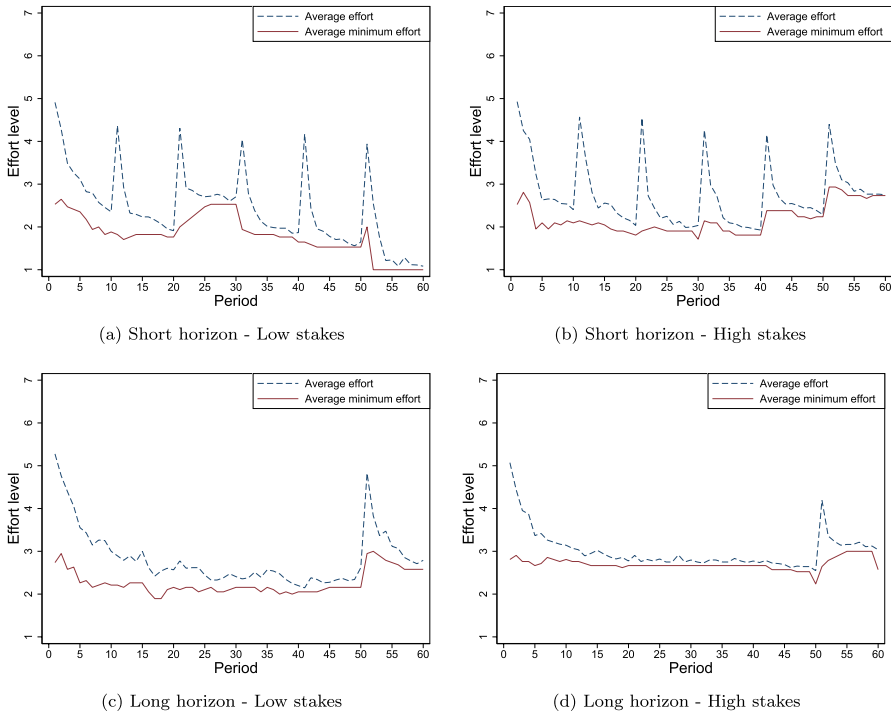 Average effort
Average minimum effort
Effort level
7
6
5
4
3
2
1
0 5 10 15 20 25 30 35 40 45 50 55 60
Period
(a) Short horizon - Low stakes
Average effort
Average minimum effort
Effort level
7
6
5
4
3
2
1
0 5 10 15 20 25 30 35 40 45 50 55 60
Period
(b) Short horizon - High stakes
Average effort
Average minimum effort
Effort level
7
6
5
4
3
2
1
0 5 10 15 20 25 30 35 40 45 50 55 60
Period
(c) Long horizon - Low stakes
Average effort
Average minimum effort
Effort level
7
6
5
4
3
2
1
0 5 10 15 20 25 30 35 40 45 50 55 60
Period
(d) Long horizon - High stakes